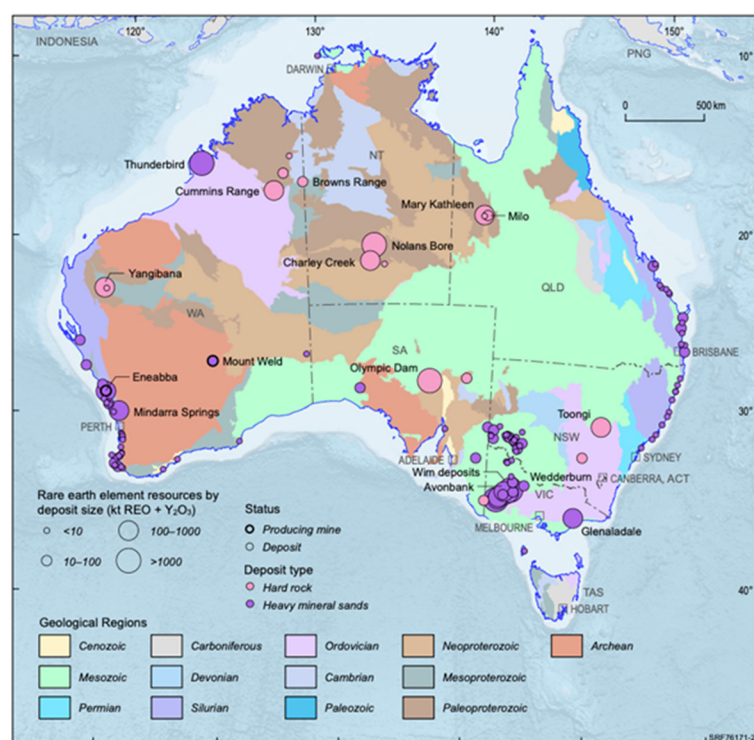 120°
130°
140°
150°
INDONESIA
PNG
10°
DARWIN
0 500 km
Thunderbird
NT
Cummins Range
Browns Range
Mary Kathleen
Milo
20°
Nolans Bore
Charley Creek
Yangibana
QLD
WA
SA
Mount Weld
Olympic Dam
BRISBANE
Eneabba
Mindarra Springs
Toongi
30°
PERTH
NSW
ADELAIDE
SYDNEY
Wim deposits
Wedderburn
CANBERRA, ACT
Avonbank
VIC
MELBOURNE
Glenaladale
Rare earth element resources by
deposit size (kt REO + Y₂O₃)
<10
100–1000
10–100
>1000
Status
Producing mine
Deposit
Deposit type
Hard rock
Heavy mineral sands
40°
TAS
HOBART
Geological Regions
Cenozoic
Carboniferous
Ordovician
Neoproterozoic
Archean
Mesozoic
Devonian
Cambrian
Mesoproterozoic
Permian
Silurian
Paleozoic
Paleoproterozoic